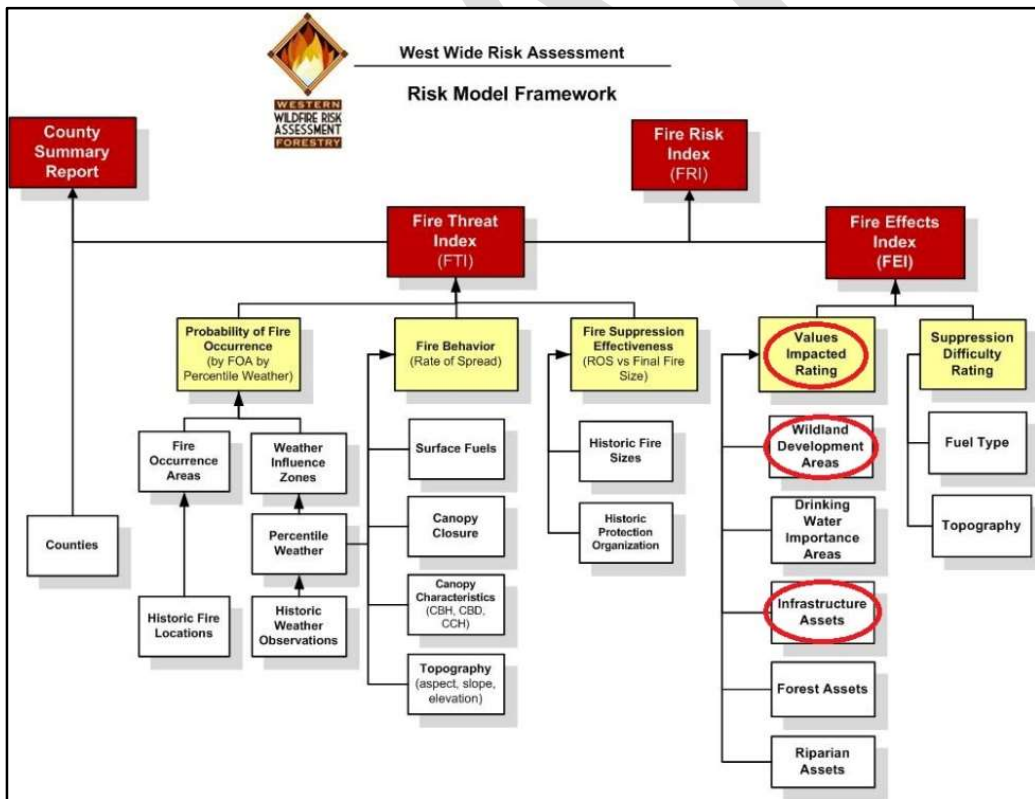 West Wide Risk Assessment
Risk Model Framework
WESTERN
WILDFIRE RISK
ASSESSMENT
FORESTRY
County
Summary
Report
Fire Risk
Index
(FRI)
Fire Threat
Index
(FTI)
Fire Effects
Index
(FEI)
Probability of Fire
Occurrence
(by FOA by
Percentile Weather)
Fire Behavior
(Rate of Spread)
Fire Suppression
Effectiveness
(ROS vs Final Fire
Size)
Values
Impacted
Rating
Suppression
Difficulty
Rating
Fire
Occurrence
Areas
Weather
Influence
Zones
Surface Fuels
Historic Fire
Sizes
Wildland
Development
Areas
Fuel Type
Counties
Percentile
Weather
Canopy
Closure
Historic
Protection
Organization
Drinking
Water
Importance
Areas
Topography
Historic Fire
Locations
Historic
Weather
Observations
Canopy
Characteristics
(CBH, CBD,
CCH)
Infrastructure
Assets
Topography
(aspect, slope,
elevation)
Forest Assets
Riparian
Assets